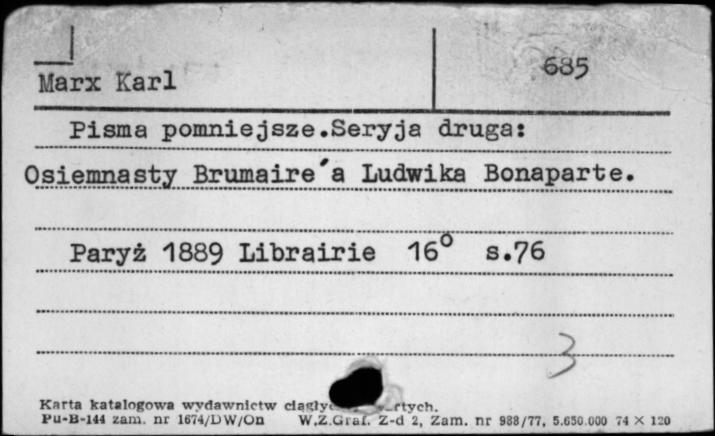 Marx Karl
685
Pisma pomniejsze.Seryja druga:
Osiemnasty Brumaire´a Ludwika Bonaparte.
Paryż 1889 Librairie 16° s.76
3
Karta katalogowa wydawnictw
Pu-B-144 zam. nr 1674/DW/On W.Z.Graf. Z-d 2, Zam. nr 988/77, 5.650.000 74 × 120